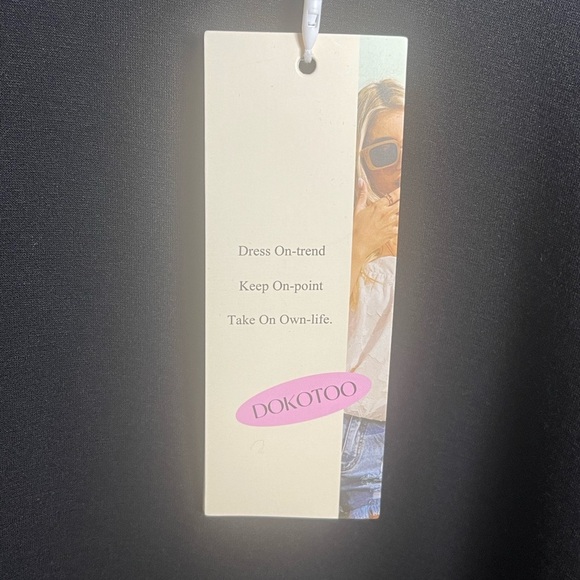 Dress On-trend
Keep On-point
Take On Own-life.
DOKOTOO